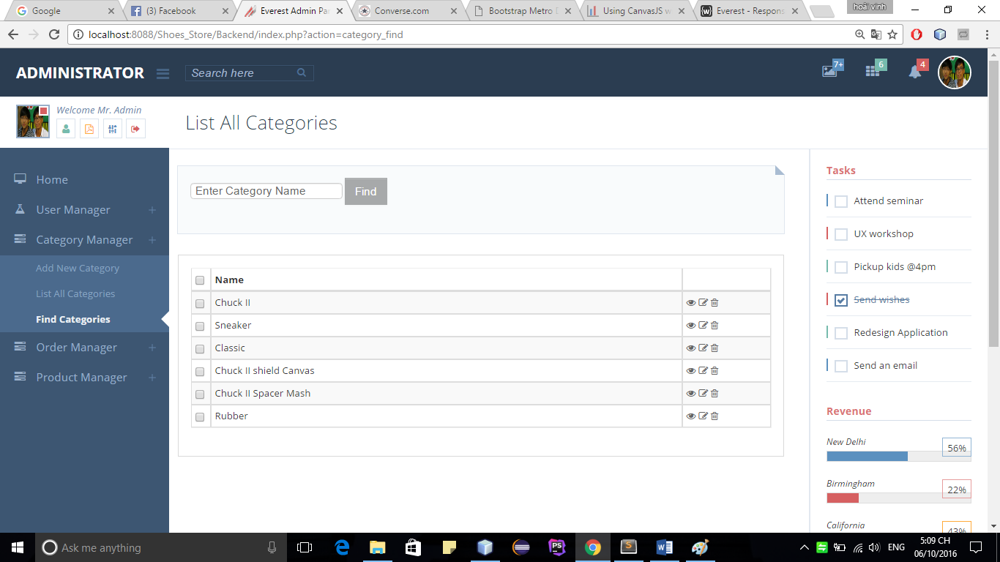 Google
(3) Facebook
Everest Admin Par
Converse.com
Bootstrap Metro D
Using CanvasJS w
Everest - Respons
hoài vinh
localhost:8088/Shoes_Store/Backend/index.php?action=category_find
ADMINISTRATOR
Search here
7+
6
4
Welcome Mr. Admin
List All Categories
Home
User Manager
Category Manager
Add New Category
List All Categories
Find Categories
Order Manager
Product Manager
Enter Category Name
Find
Name
Chuck II
Sneaker
Classic
Chuck II shield Canvas
Chuck II Spacer Mash
Rubber
Tasks
Attend seminar
UX workshop
Pickup kids @4pm
Send wishes
Redesign Application
Send an email
Revenue
New Delhi
56%
Birmingham
22%
California
43%
Ask me anything
PS
S
ENG
5:09 CH
06/10/2016